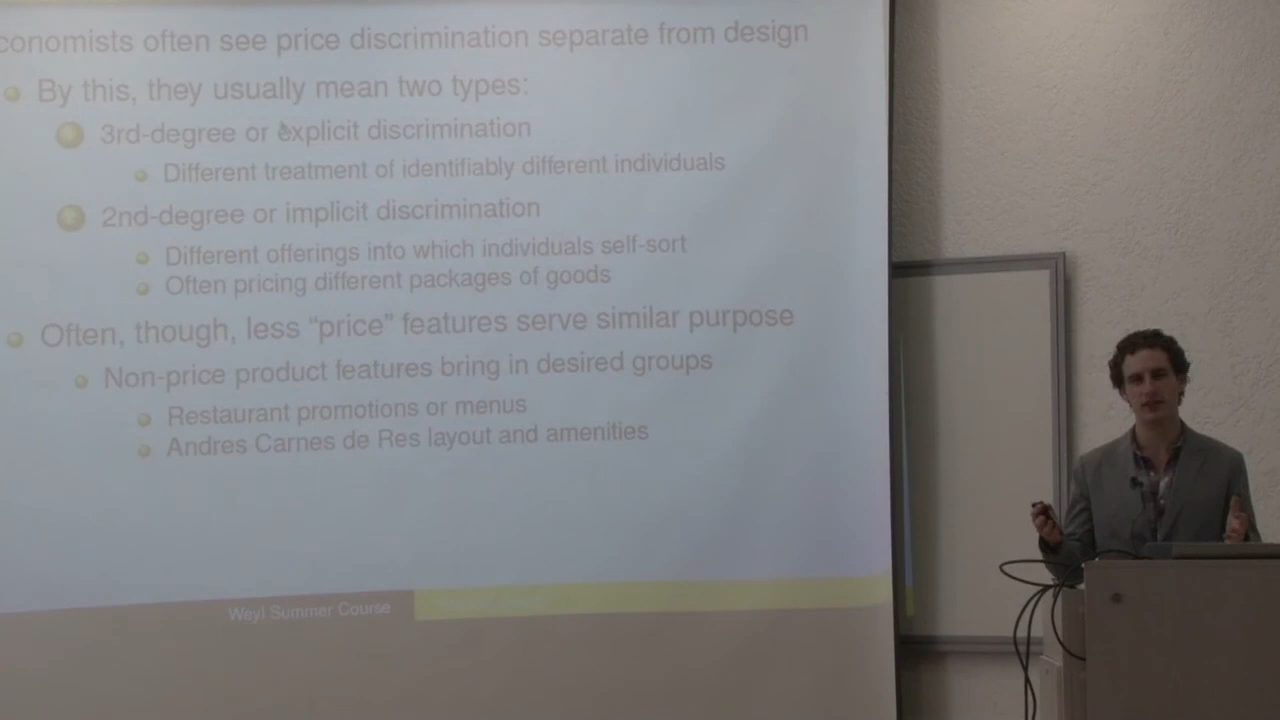 conomists often see price discrimination separate from design
By this, they usually mean two types:
3rd-degree or explicit discrimination
Different treatment of identifiably different individuals
2nd-degree or implicit discrimination
Different offerings into which individuals self-sort
Often pricing different packages of goods
Often, though, less “price” features serve similar purpose
Non-price product features bring in desired groups
Restaurant promotions or menus
Andres Carnes de Res layout and amenities
Weyl Summer Course